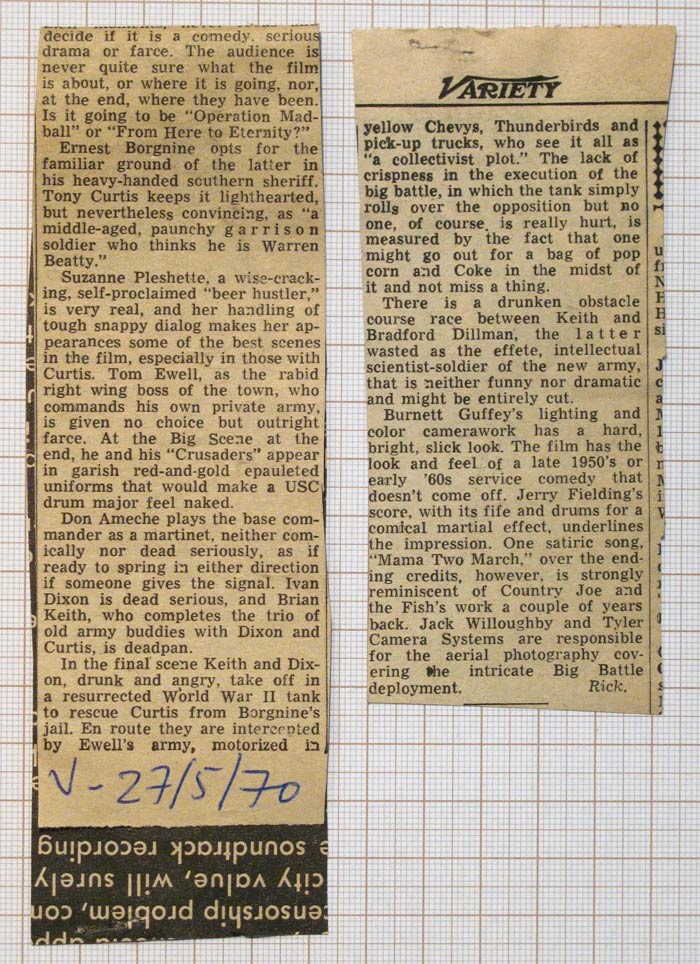 decide if it is a comedy. serious
drama or farce. The audience is
never quite sure what the film
is about, or where it is going, nor,
at the end, where they have been.
Is it going to be "Operation Mad-
ball" or "From Here to Eternity?"
Ernest Borgnine opts for the
familiar ground of the latter in
his heavy-handed southern sheriff.
Tony Curtis keeps it lighthearted,
but nevertheless convincing, as "a
middle-aged, paunchy garrison
soldier who thinks he is Warren
Beatty."
Suzanne Pleshette, a wise-crack-
ing, self-proclaimed "beer hustler,"
is very real, and her handling of
tough snappy dialog makes her ap-
pearances some of the best scenes
in the film, especially in those with
Curtis. Tom Ewell, as the rabid
right wing boss of the town, who
commands his own private army,
is given no choice but outright
farce. At the Big Scene at the
end, he and his "Crusaders" appear
in garish red-and-gold epauleted
uniforms that would make a USC
drum major feel naked.
Don Ameche plays the base com-
mander as a martinet, neither com-
ically nor dead seriously, as if
ready to spring in either direction
if someone gives the signal. Ivan
Dixon is dead serious, and Brian
Keith, who completes the trio of
old army buddies with Dixon and
Curtis, is deadpan.
In the final scene Keith and Dix-
on, drunk and angry, take off in
a resurrected World War II tank
to rescue Curtis from Borgnine's
jail. En route they are intercepted
by Ewell's army, motorized in
V - 27/5/70
soundtrack recording
city value, will surely
censorship problem, con
VARIETY
yellow Chevys, Thunderbirds and
pick-up trucks, who see it all as
"a collectivist plot." The lack of
crispness in the execution of the
big battle, in which the tank simply
rolls over the opposition but no
one, of course, is really hurt, is
measured by the fact that one
might go out for a bag of pop
corn and Coke in the midst of
it and not miss a thing.
There is a drunken obstacle
course race between Keith and
Bradford Dillman, the latter
wasted as the effete, intellectual
scientist-soldier of the new army,
that is neither funny nor dramatic
and might be entirely cut.
Burnett Guffey's lighting and
color camerawork has a hard,
bright, slick look. The film has the
look and feel of a late 1950's or
early '60s service comedy that
doesn't come off. Jerry Fielding's
score, with its fife and drums for a
comical martial effect, underlines
the impression. One satiric song,
"Mama Two March," over the end-
ing credits, however, is strongly
reminiscent of Country Joe and
the Fish's work a couple of years
back. Jack Willoughby and Tyler
Camera Systems are responsible
for the aerial photography cov-
ering the intricate Big Battle
deployment. Rick.